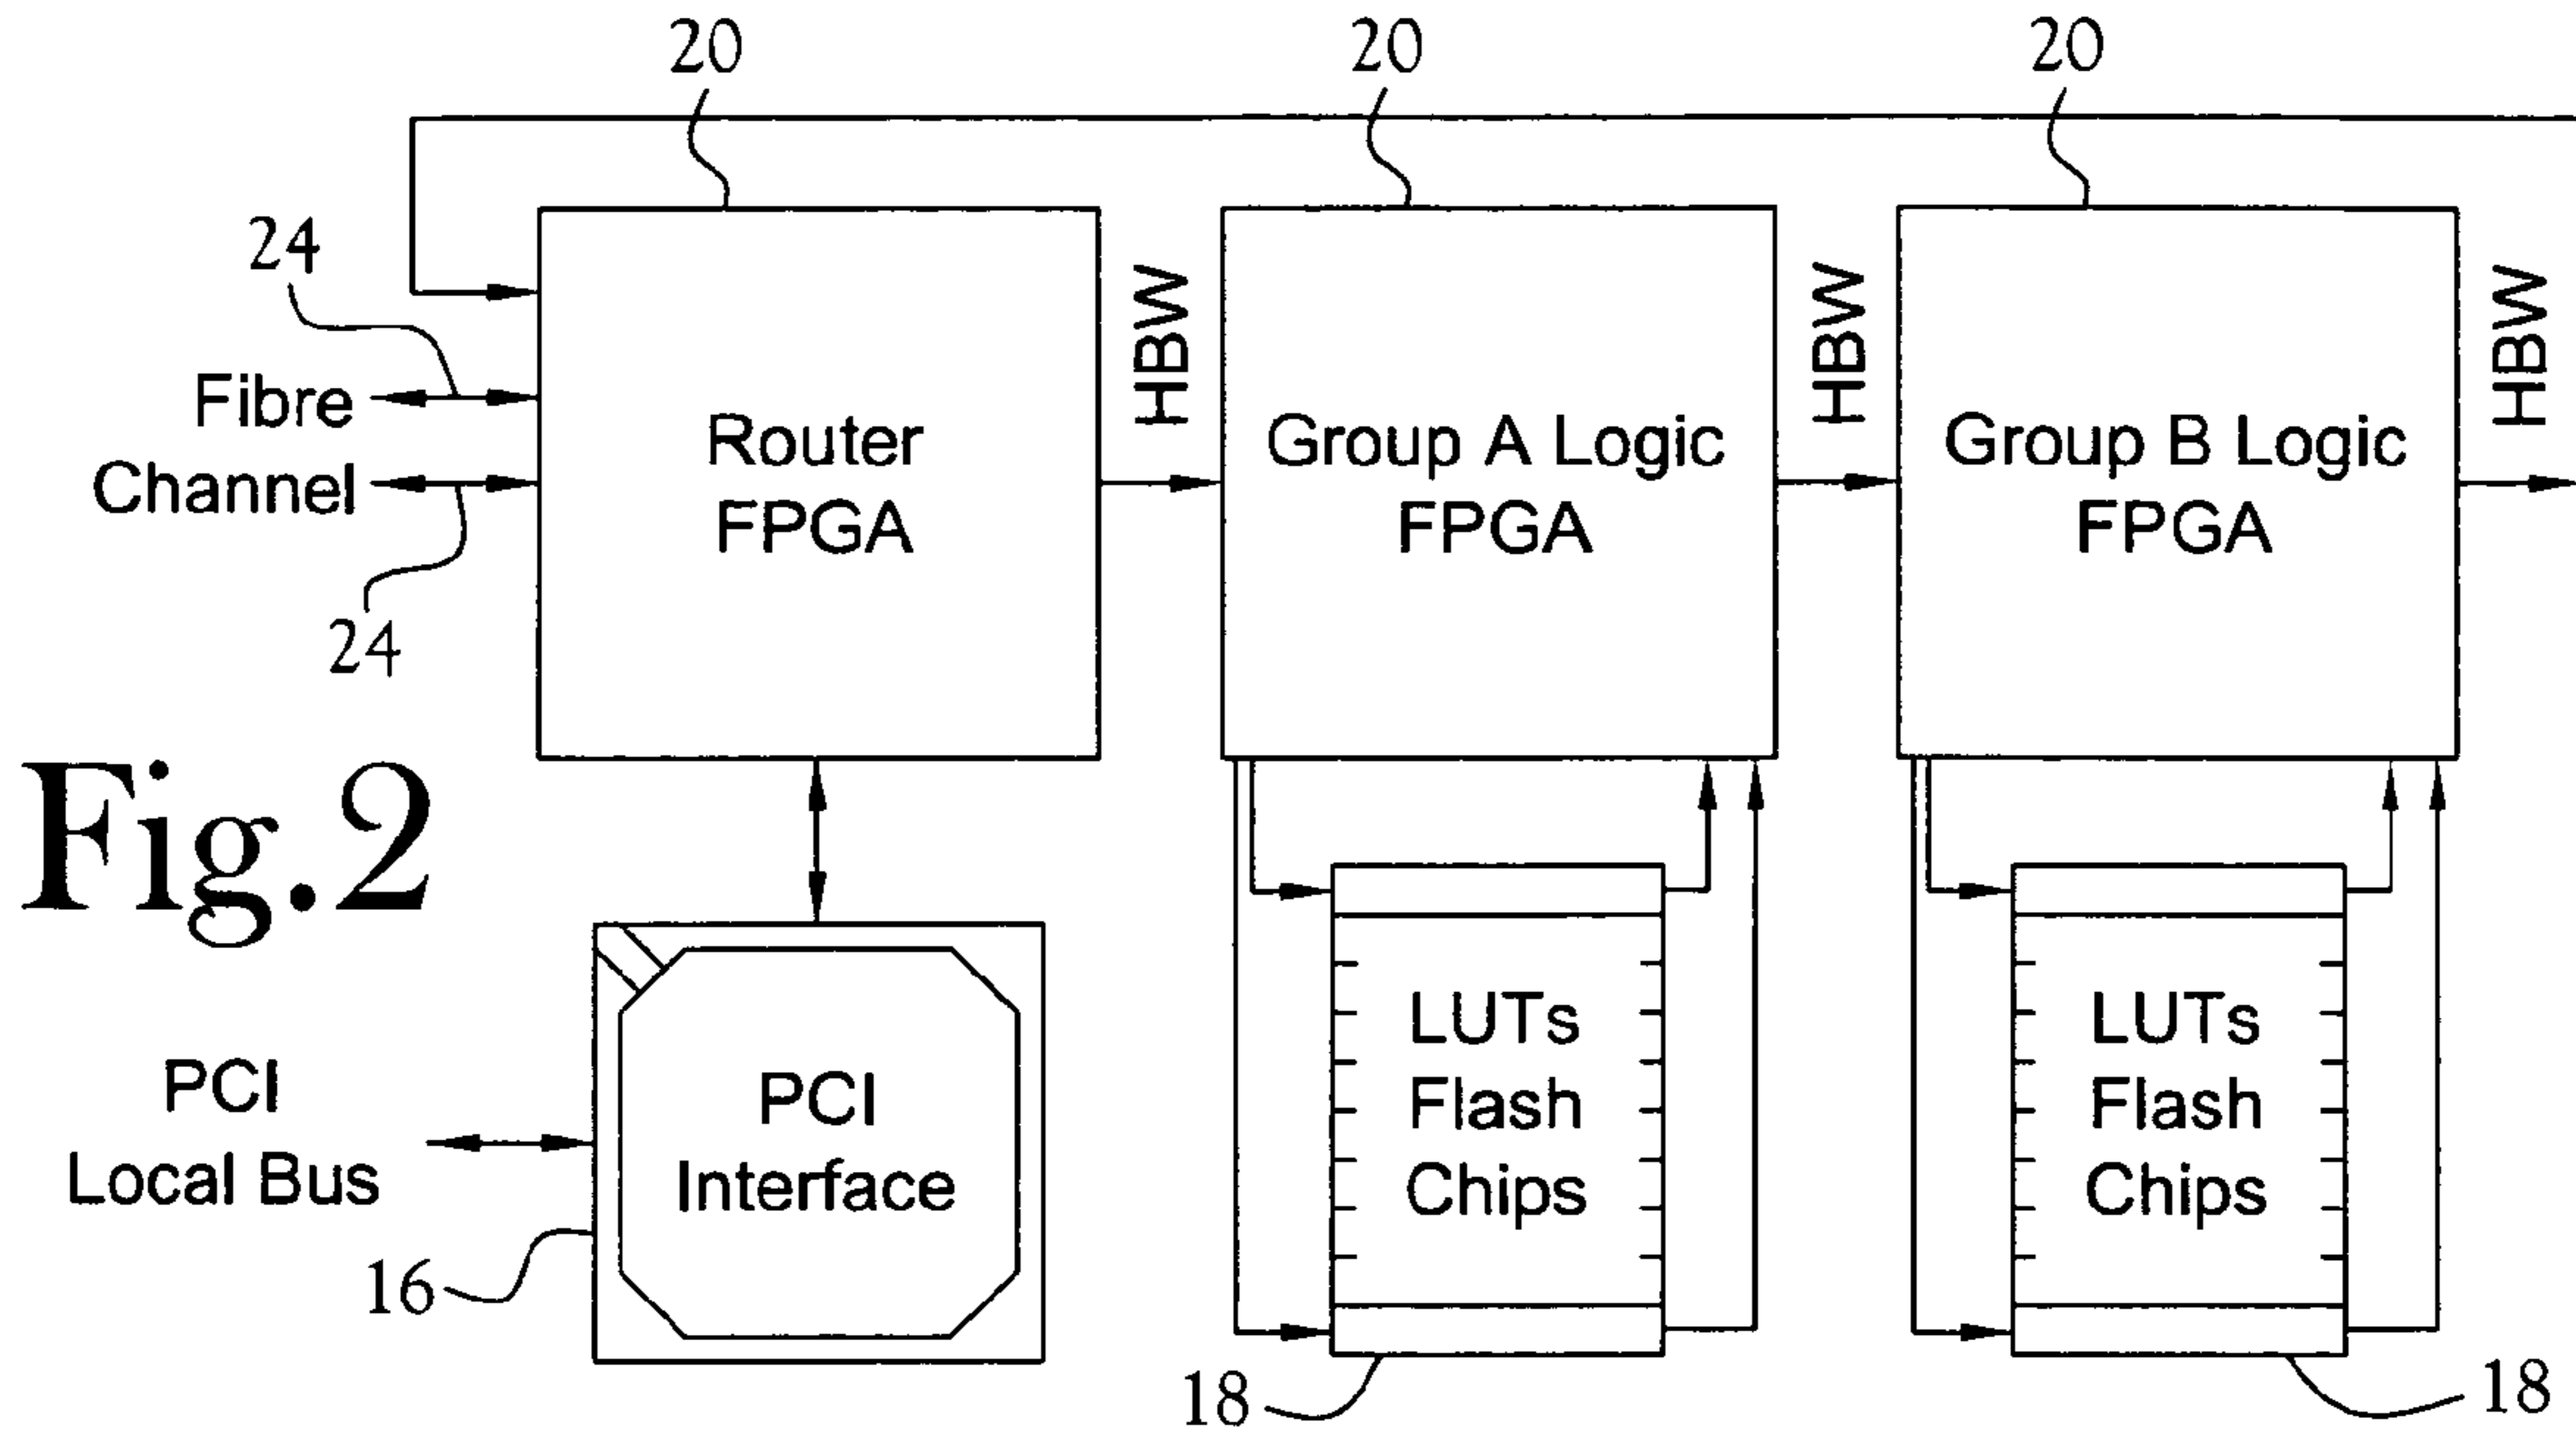 20
20
20
24
Fibre
Channel
24
Router
FPGA
HBW
Group A Logic
FPGA
HBW
Group B Logic
FPGA
HBW
Fig.2
PCI
Local Bus
16
PCI
Interface
LUTs
Flash
Chips
18
LUTs
Flash
Chips
18